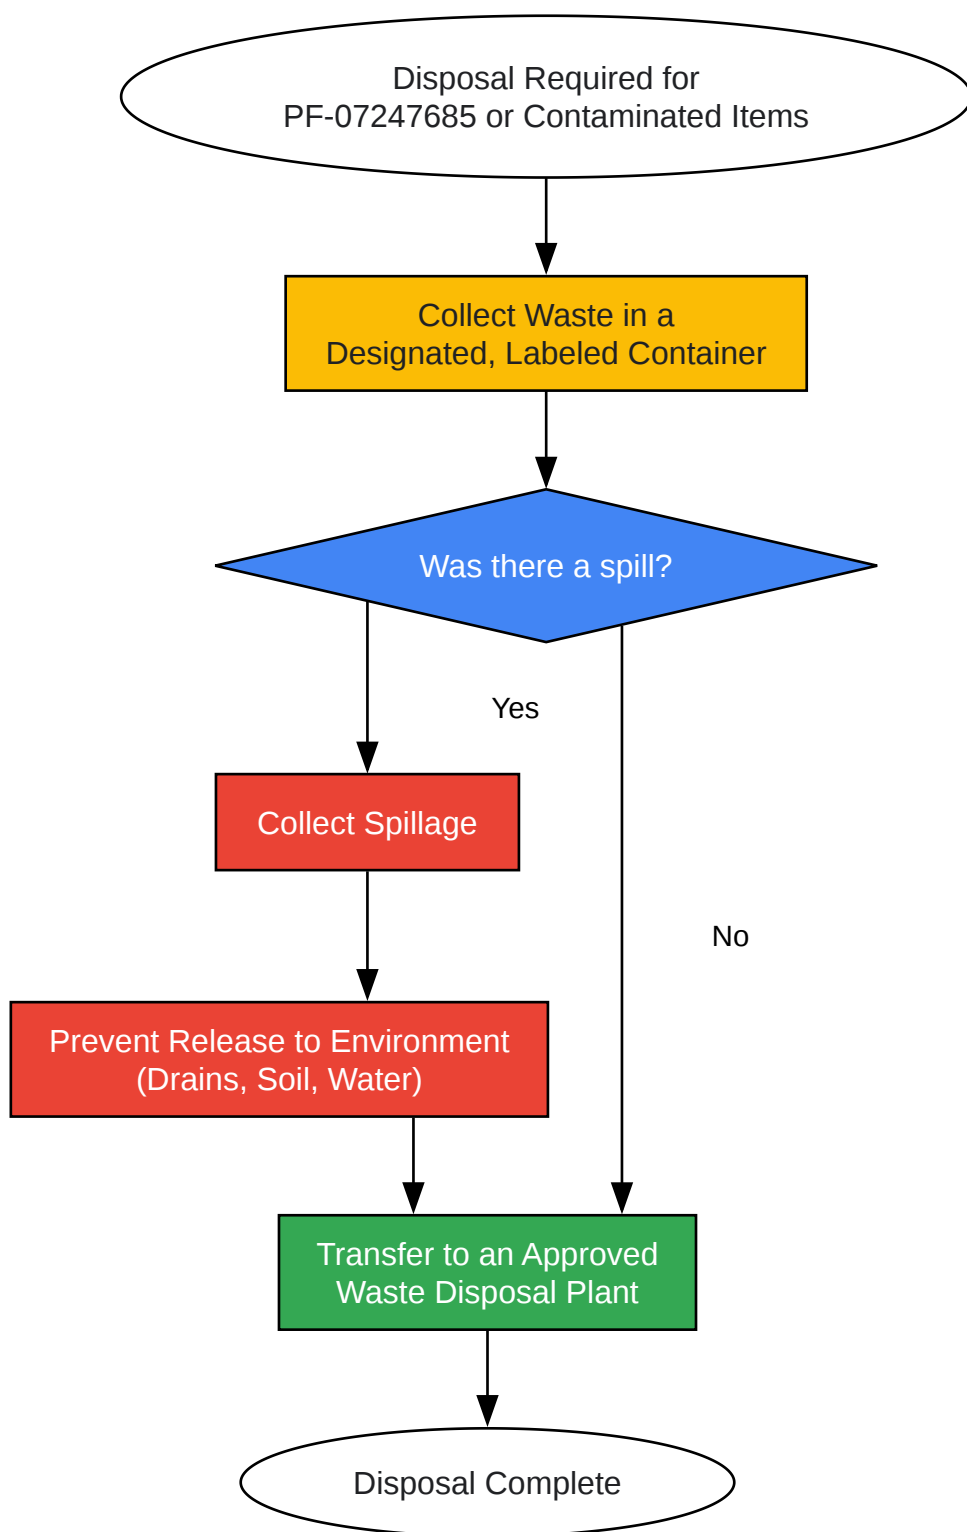 Disposal Required for
PF-07247685 or Contaminated Items
Collect Waste in a
Designated, Labeled Container
Was there a spill?
Yes
Collect Spillage
No
Prevent Release to Environment
(Drains, Soil, Water)
Transfer to an Approved
Waste Disposal Plant
Disposal Complete